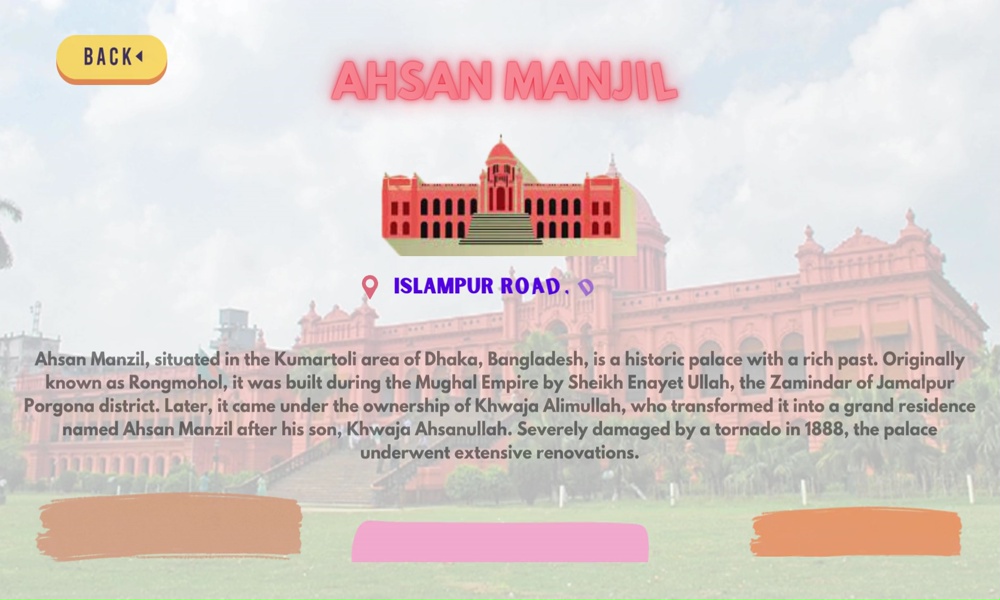 BACK
AHSAN MANJIL
ISLAMPUR ROAD. D
Ahsan Manzil, situated in the Kumartoli area of Dhaka, Bangladesh, is a historic palace with a rich past. Originally
known as Rongmohol, it was built during the Mughal Empire by Sheikh Enayet Ullah, the Zamindar of Jamalpur
Porgona district. Later, it came under the ownership of Khwaja Alimullah, who transformed it into a grand residence
named Ahsan Manzil after his son, Khwaja Ahsanullah. Severely damaged by a tornado in 1888, the palace
underwent extensive renovations.